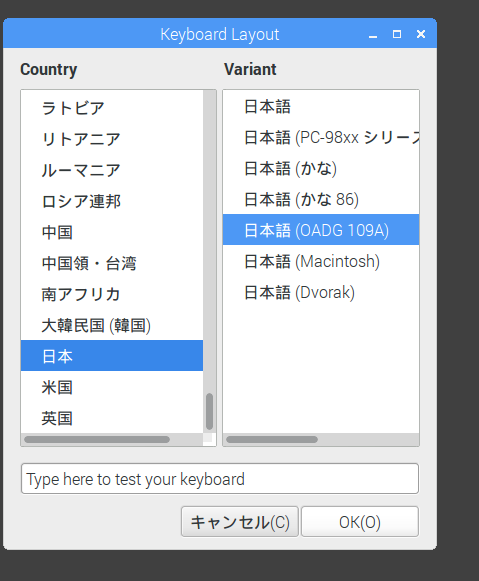 Keyboard Layout
Country
Variant
ラトビア
リトアニア
ルーマニア
ロシア連邦
中国
中国領・台湾
南アフリカ
大韓民国 (韓国)
日本
米国
英国
日本語
日本語 (PC-98xx シリーズ
日本語 (かな)
日本語 (かな 86)
日本語 (OADG 109A)
日本語 (Macintosh)
日本語 (Dvorak)
Type here to test your keyboard
キャンセル(C)
OK(O)